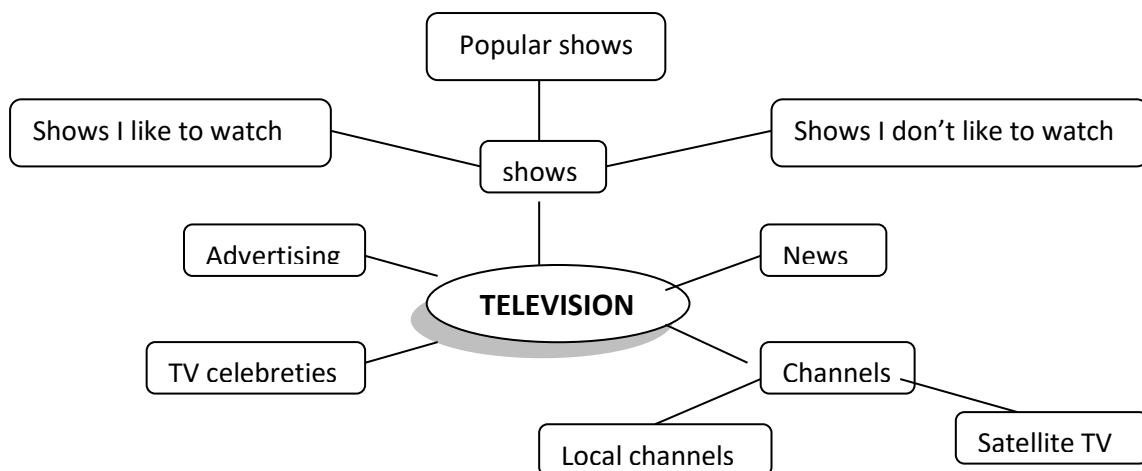 Popular shows
Shows I like to watch
Shows I don’t like to watch
shows
Advertising
News
TELEVISION
TV celebreties
Channels
Local channels
Satellite TV